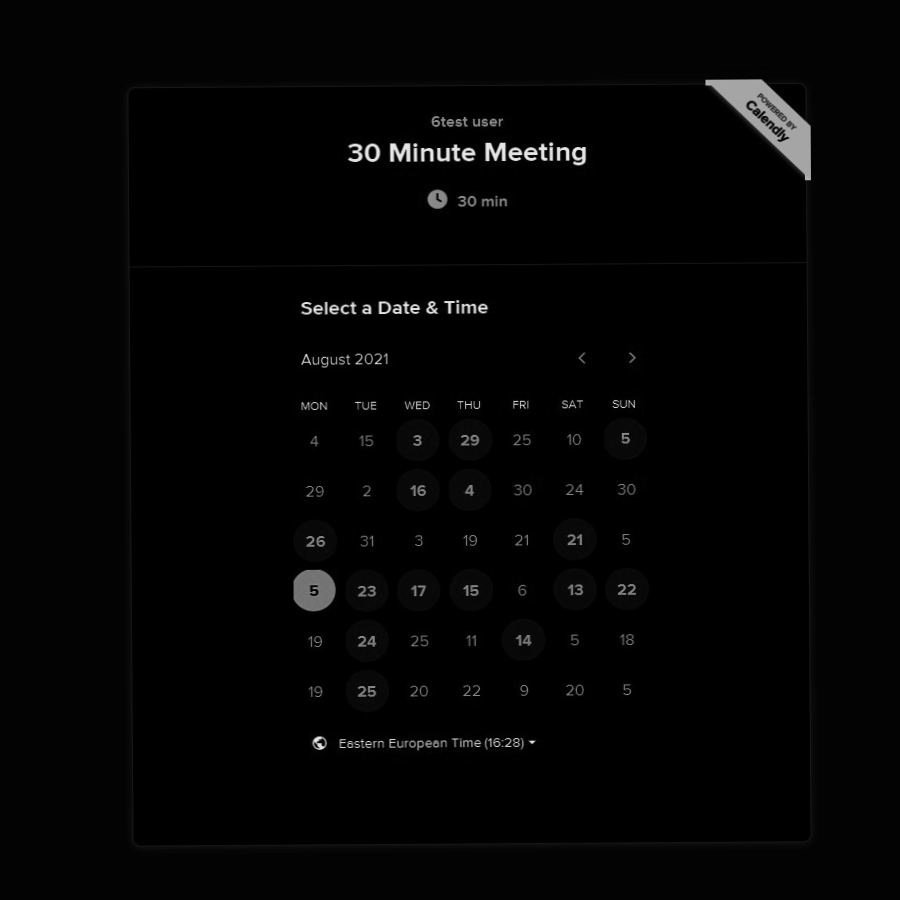 POWERED BY
Calendly
6test user
30 Minute Meeting
30 min
Select a Date & Time
August 2021
MON TUE WED THU FRI SAT SUN
4 15 3 29 25 10 5
29 2 16 4 30 24 30
26 31 3 19 21 21 5
5 23 17 15 6 13 22
19 24 25 11 14 5 18
19 25 20 22 9 20 5
Eastern European Time (16:28)